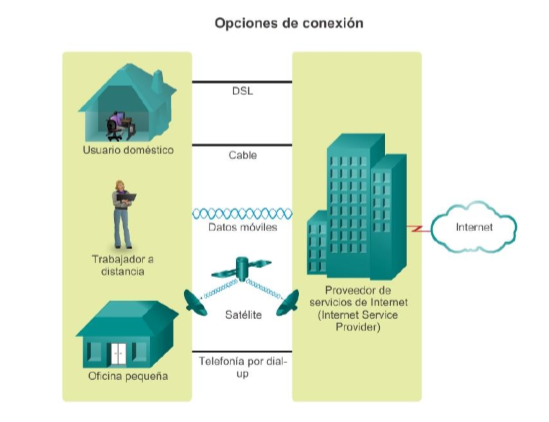 Opciones de conexión
DSL
Usuario doméstico
Cable
Datos móviles
Internet
Trabajador a
distancia
Satélite
Proveedor de
servicios de Internet
(Internet Service
Provider)
Oficina pequeña
Telefonía por dial-
up